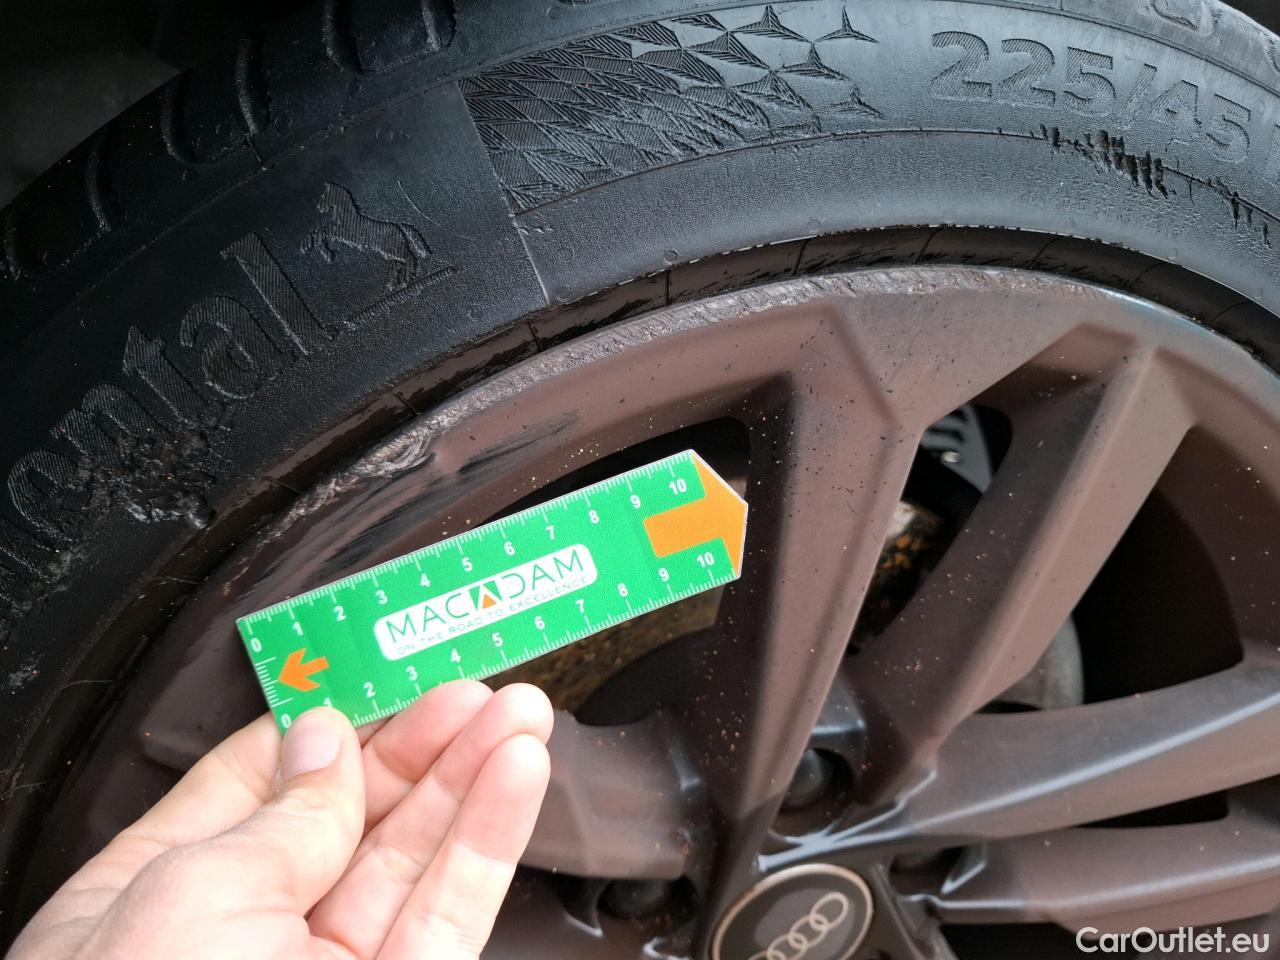 225/45
nental
0 1 2 3 4 5 6 7 8 9 10
MACADAM
ON THE ROAD TO EXCELLENCE
0 1 2 3 4 5 6 7 8 9 10
CarOutlet.eu